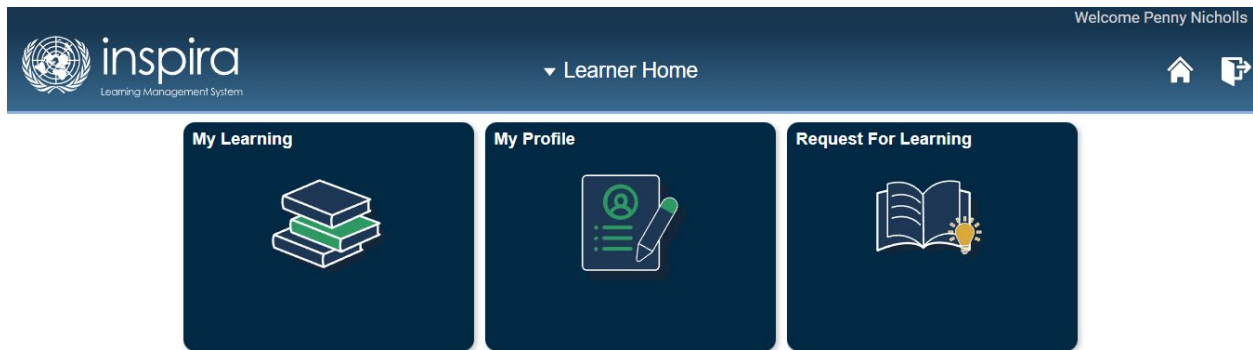 Welcome Penny Nicholls
inspira
Learning Management System
Learner Home
My Learning
My Profile
Request For Learning